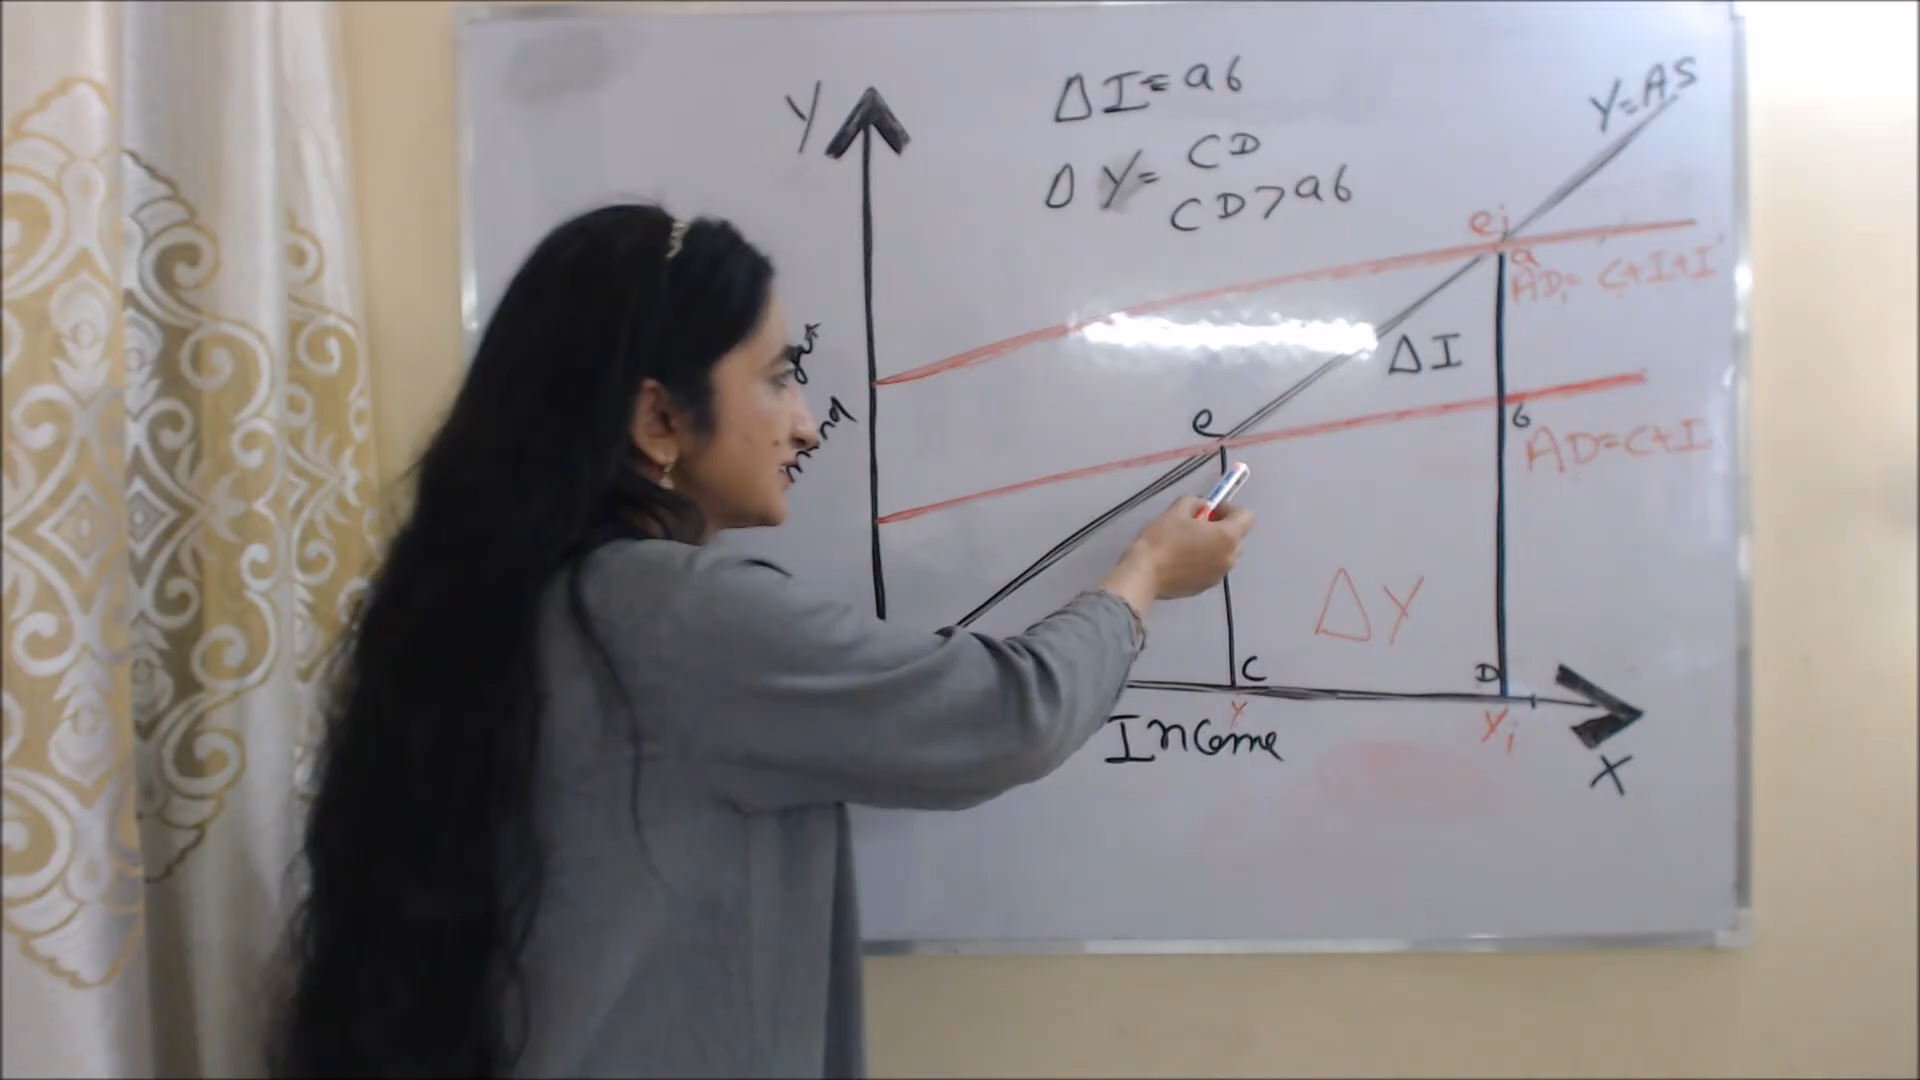 ΔI = ab
ΔY = CD
CD > ab
Y
Y=AS
e₁
a
AD₁ = C+I+I
ΔI
e
b
AD=C+I
ΔY
C
D
Y
Y₁
Income
X